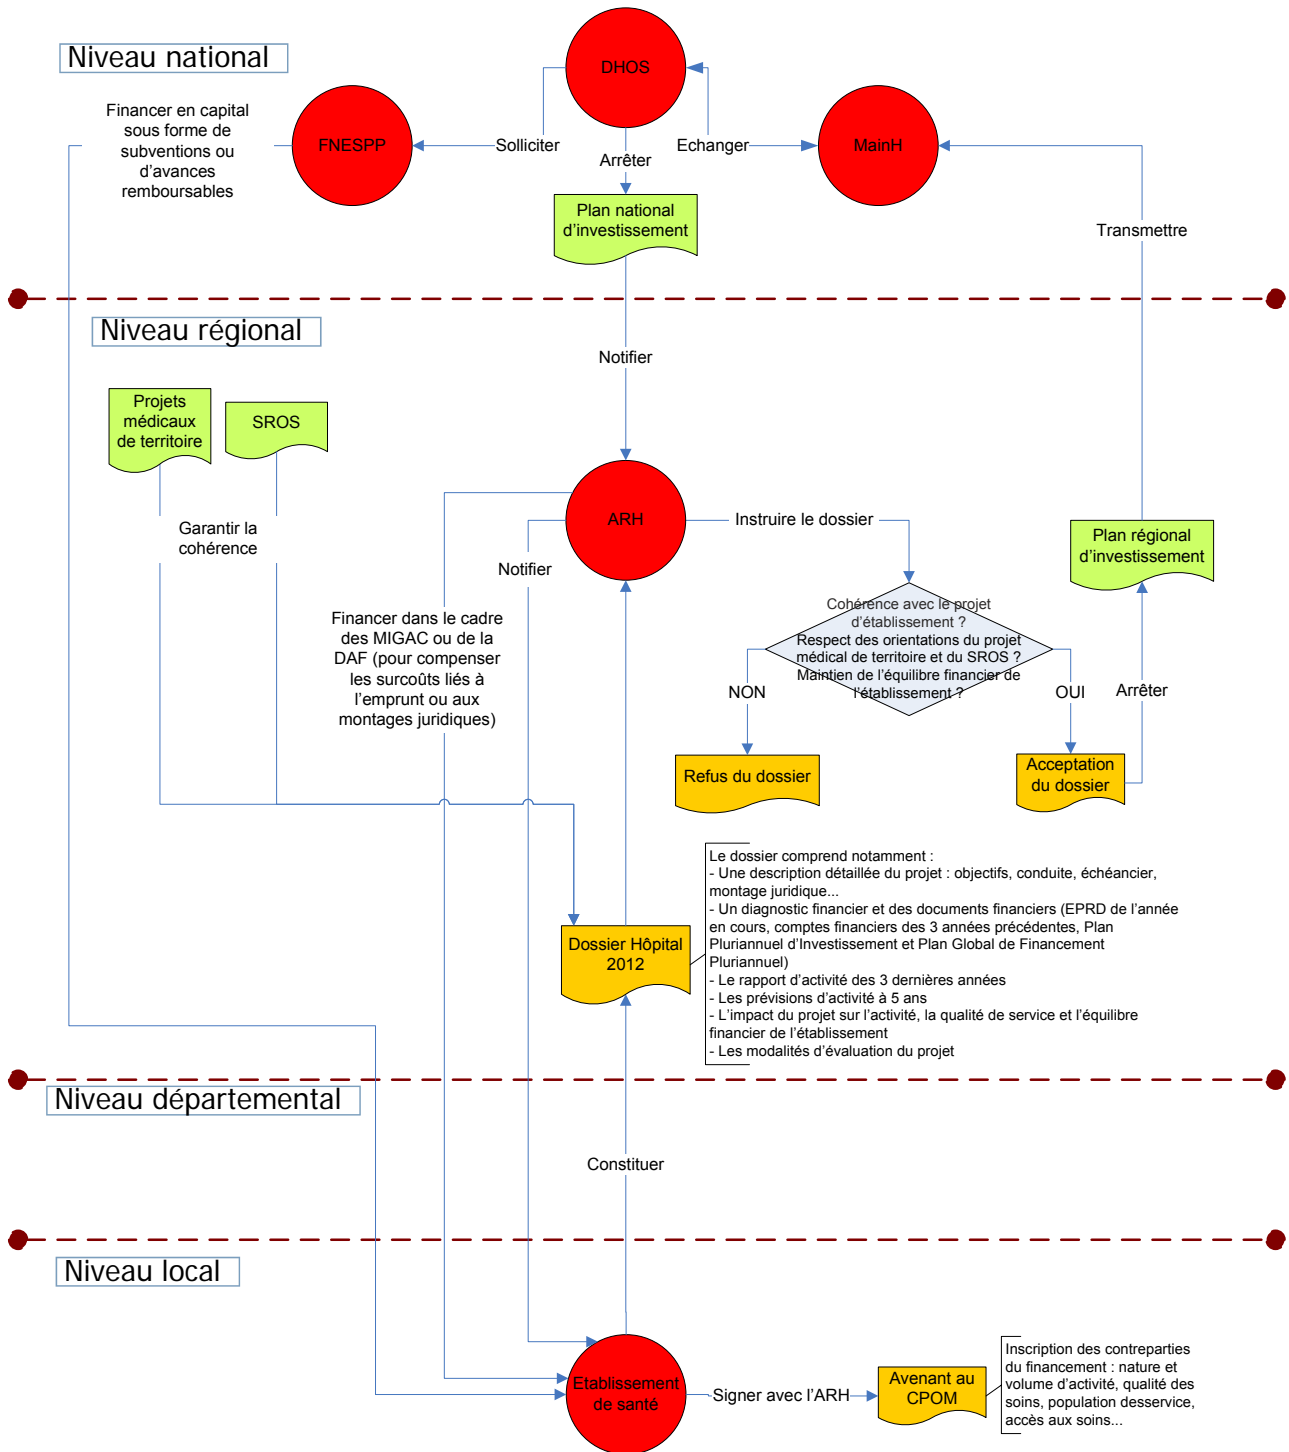 Niveau national
DHOS
Financer en capital
sous forme de
subventions ou
d'avances
remboursables
FNESPP
Solliciter
Arrêter
Echanger
MainH
Plan national
d'investissement
Transmettre
Niveau régional
Notifier
Projets
médicaux
de territoire
SROS
Garantir la
cohérence
ARH
Instruire le dossier
Plan régional
d'investissement
Notifier
Financer dans le cadre
des MIGAC ou de la
DAF (pour compenser
les surcoûts liés à
l'emprunt ou aux
montages juridiques)
Cohérence avec le projet
d'établissement ?
Respect des orientations du projet
médical de territoire et du SROS ?
Maintien de l'équilibre financier de
l'établissement ?
NON
OUI
Arrêter
Refus du dossier
Acceptation
du dossier
Le dossier comprend notamment :
- Une description détaillée du projet : objectifs, conduite, échéancier,
montage juridique...
- Un diagnostic financier et des documents financiers (EPRD de l'année
en cours, comptes financiers des 3 années précédentes, Plan
Pluriannuel d'Investissement et Plan Global de Financement
Pluriannuel)
- Le rapport d'activité des 3 dernières années
- Les prévisions d'activité à 5 ans
- L'impact du projet sur l'activité, la qualité de service et l'équilibre
financier de l'établissement
- Les modalités d'évaluation du projet
Dossier Hôpital
2012
Niveau départemental
Constituer
Niveau local
Etablissement
de santé
Signer avec l'ARH
Avenant au
CPOM
Inscription des contreparties
du financement : nature et
volume d'activité, qualité des
soins, population desservice,
accès aux soins...